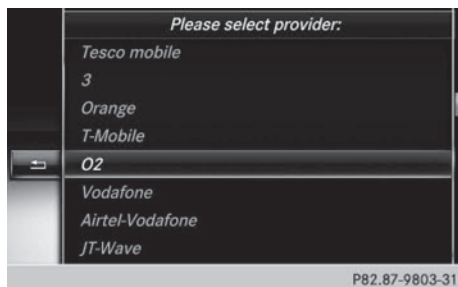 Please select provider:
Tesco mobile
3
Orange
T-Mobile
O2
Vodafone
Airtel-Vodafone
JT-Wave
P82.87-9803-31